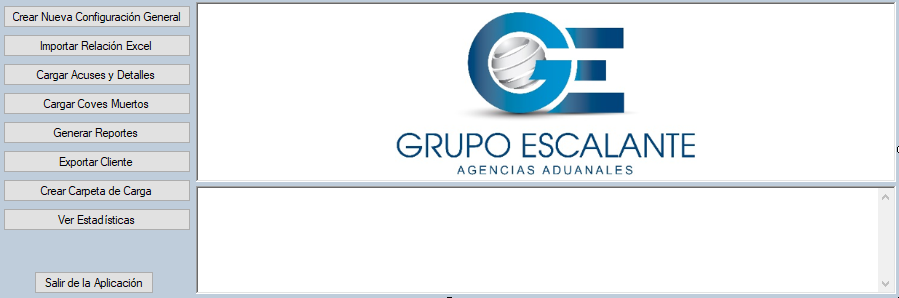 Crear Nueva Configuración General
Importar Relación Excel
Cargar Acuses y Detalles
Cargar Coves Muertos
Generar Reportes
Exportar Cliente
Crear Carpeta de Carga
Ver Estadísticas
Salir de la Aplicación
GE
GRUPO ESCALANTE
AGENCIAS ADUANALES